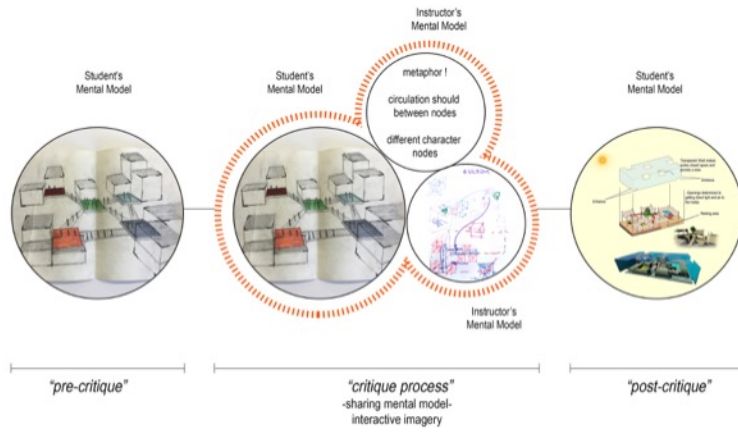 Instructor's
Mental Model
Student's
Mental Model
Student's
Mental Model
Student's
Mental Model
metaphor !
circulation should
between nodes
different character
nodes
Instructor's
Mental Model
"pre-critique"
"critique process"
-sharing mental model-
interactive imagery
"post-critique"